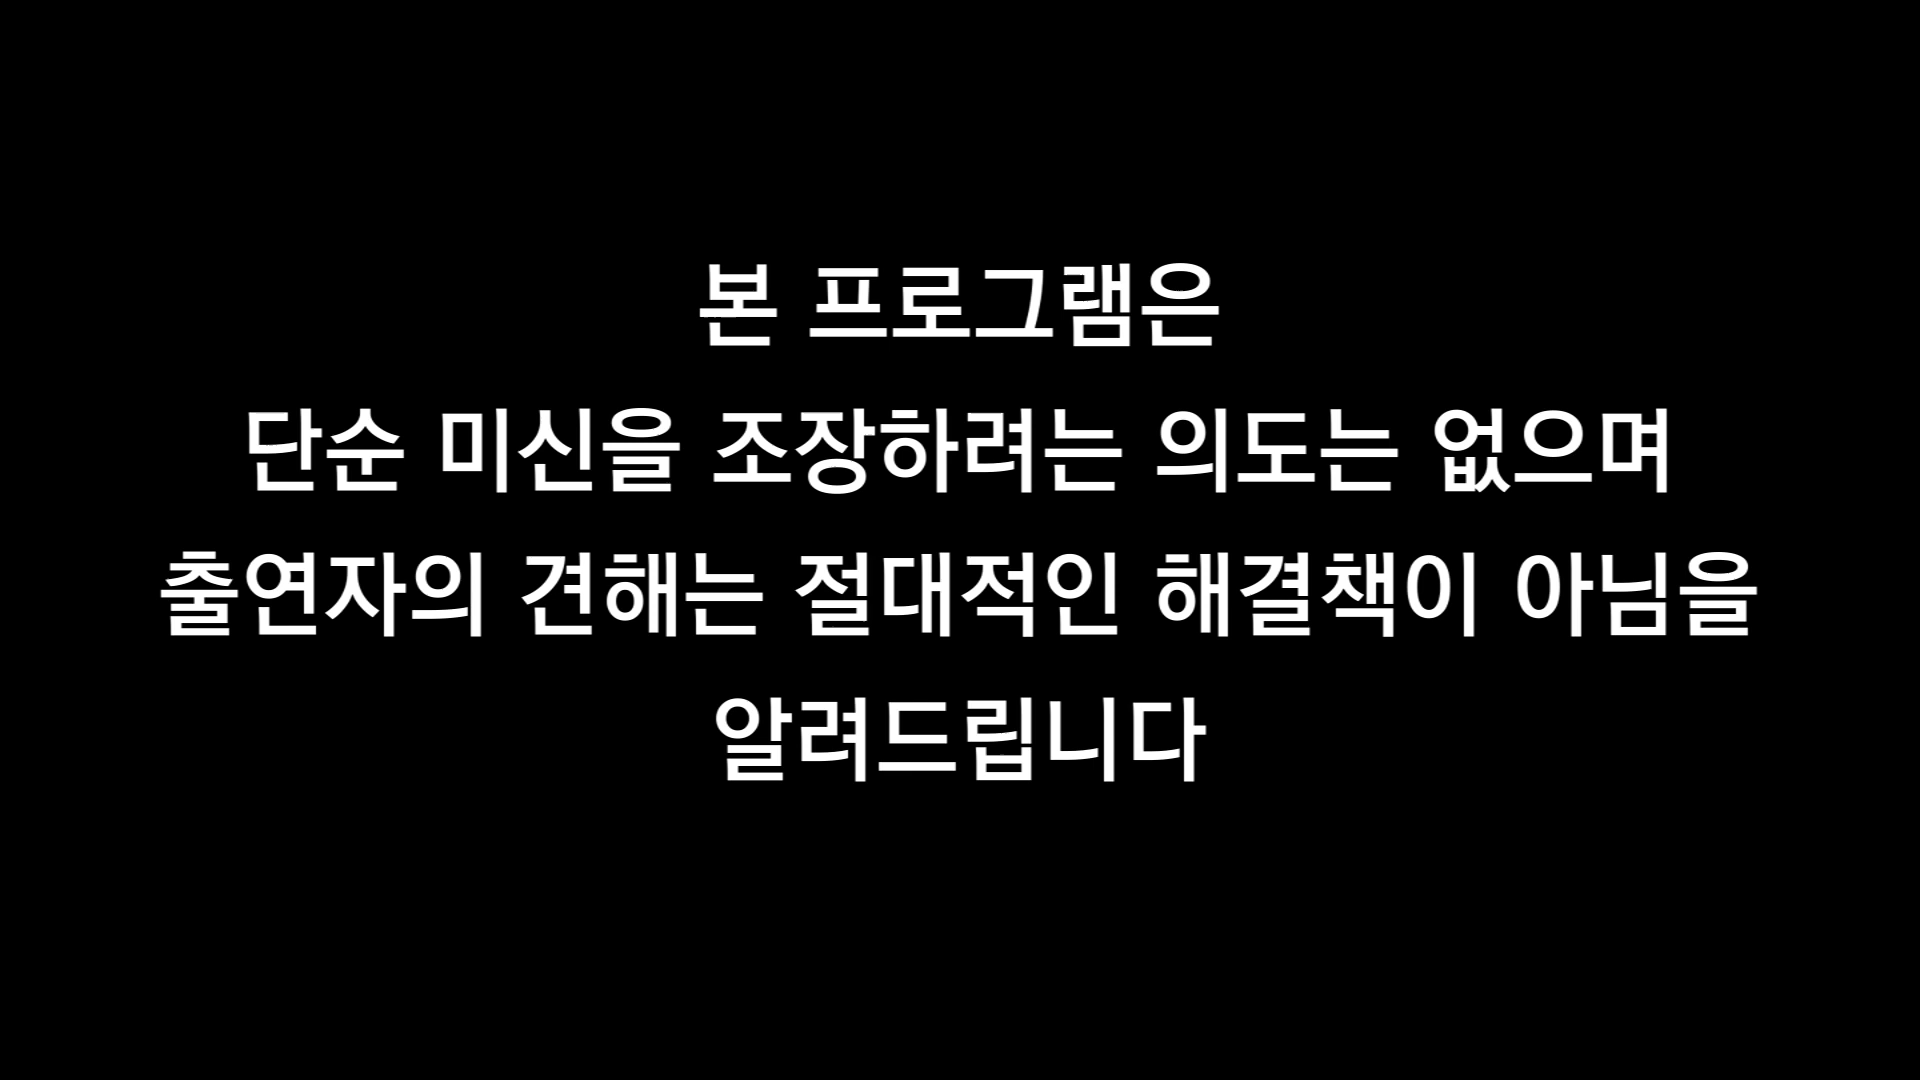 본 프로그램은
단순 미신을 조장하려는 의도는 없으며
출연자의 견해는 절대적인 해결책이 아님을
알려드립니다